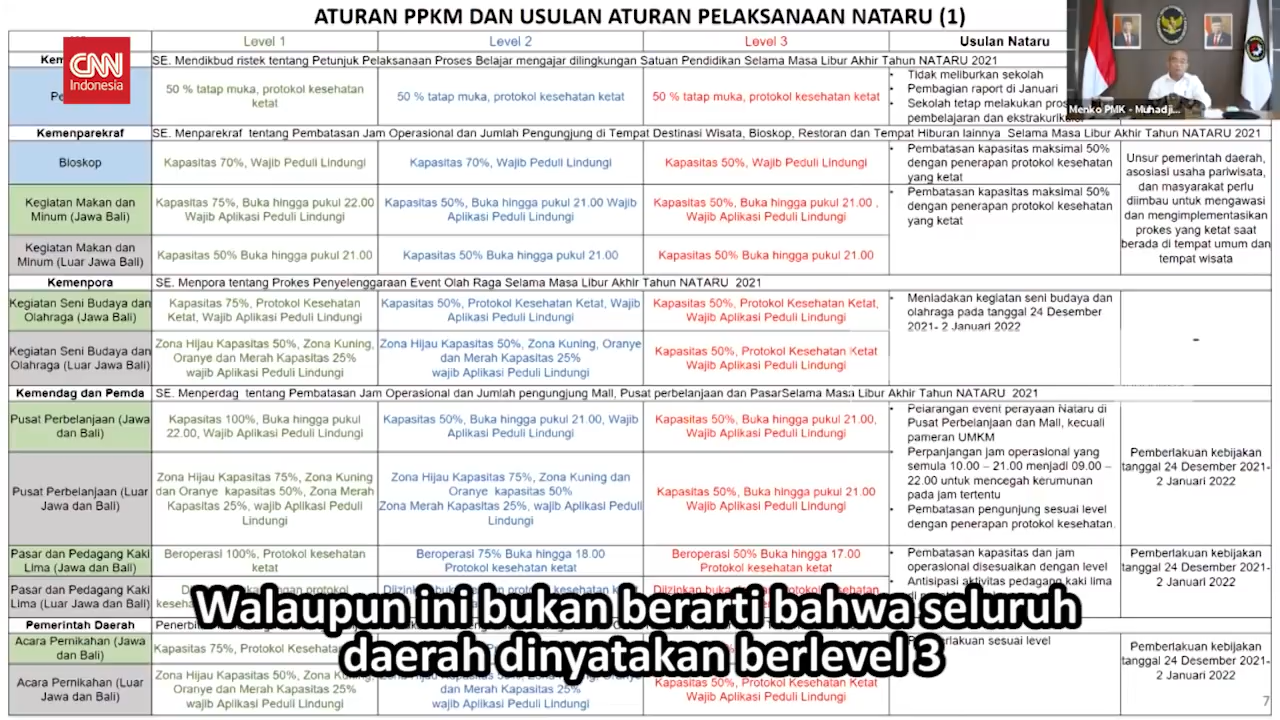 ATURAN PPKM DAN USULAN ATURAN PELAKSANAAN NATARU (1)
Level 1
Level 2
Level 3
Usulan Nataru
CNN
Indonesia
Menko PMK - Muhadji...
SE. Mendikbud ristek tentang Petunjuk Pelaksanaan Proses Belajar mengajar dilingkungan Satuan Pendidikan Selama Masa Libur Akhir Tahun NATARU 2021
50 % tatap muka, protokol kesehatan
ketat
50 % tatap muka, protokol kesehatan ketat
50 % tatap muka, protokol kesehatan ketat
• Tidak meliburkan sekolah
• Pembagian raport di Januari
• Sekolah tetap melakukan
pembelajaran dan
Kemenparekraf
SE. Menparekraf tentang Pembatasan Jam Operasional dan Jumlah Pengungjung di Tempat Destinasi Wisata, Bioskop, Restoran dan Tempat Hiburan lainnya Selama Masa Libur Akhir Tahun NATARU 2021
Bioskop
Kapasitas 70%, Wajib Peduli Lindungi
Kapasitas 70%, Wajib Peduli Lindungi
Kapasitas 50%, Wajib Peduli Lindungi
• Pembatasan kapasitas maksimal 50%
dengan penerapan protokol kesehatan
yang ketat
Unsur pemerintah daerah,
asosiasi usaha pariwisata,
dan masyarakat perlu
diimbau untuk mengawasi
dan mengimplementasikan
prokes yang ketat saat
berada di tempat umum dan
tempat wisata
Kegiatan Makan dan
Minum (Jawa Bali)
Kapasitas 75%, Buka hingga pukul 22.00
Wajib Aplikasi Peduli Lindungi
Kapasitas 50%, Buka hingga pukul 21.00 Wajib
Aplikasi Peduli Lindungi
Kapasitas 50%, Buka hingga pukul 21.00 ,
Wajib Aplikasi Peduli Lindungi
• Pembatasan kapasitas maksimal 50%
dengan penerapan protokol kesehatan
yang ketat
Kegiatan Makan dan
Minum (Luar Jawa Bali)
Kapasitas 50% Buka hingga pukul 21.00
Kapasitas 50% Buka hingga pukul 21.00
Kapasitas 50% Buka hingga pukul 21.00
Kemenpora
SE. Menpora tentang Prokes Penyelenggaraan Event Olah Raga Selama Masa Libur Akhir Tahun NATARU 2021
Kegiatan Seni Budaya dan
Olahraga (Jawa Bali)
Kapasitas 75%, Protokol Kesehatan
Ketat, Wajib Aplikasi Peduli Lindungi
Kapasitas 50%, Protokol Kesehatan Ketat, Wajib
Aplikasi Peduli Lindungi
Kapasitas 50%, Protokol Kesehatan Ketat,
Wajib Aplikasi Peduli Lindungi
• Meniadakan kegiatan seni budaya dan
olahraga pada tanggal 24 Desember
2021- 2 Januari 2022
-
Kegiatan Seni Budaya dan
Olahraga (Luar Jawa Bali)
Zona Hijau Kapasitas 50%, Zona Kuning,
Oranye dan Merah Kapasitas 25%
wajib Aplikasi Peduli Lindungi
Zona Hijau Kapasitas 50%, Zona Kuning, Oranye
dan Merah Kapasitas 25%
wajib Aplikasi Peduli Lindungi
Kapasitas 50%, Protokol Kesehatan Ketat
Wajib Aplikasi Peduli Lindungi
Kemendag dan Pemda
SE. Menperdag tentang Pembatasan Jam Operasional dan Jumlah pengungjung Mall, Pusat perbelanjaan dan PasarSelama Masa Libur Akhir Tahun NATARU 2021
Pusat Perbelanjaan (Jawa
dan Bali)
Kapasitas 100%, Buka hingga pukul
22.00, Wajib Aplikasi Peduli Lindungi
Kapasitas 50%, Buka hingga pukul 21.00, Wajib
Aplikasi Peduli Lindungi
Kapasitas 50%, Buka hingga pukul 21.00,
Wajib Aplikasi Peduli Lindungi
• Pelarangan event perayaan Nataru di
Pusat Perbelanjaan dan Mall, kecuali
pameran UMKM
• Perpanjangan jam operasional yang
semula 10.00 – 21.00 menjadi 09.00 –
22.00 untuk mencegah kerumunan
pada jam tertentu
• Pembatasan pengunjung sesuai level
dengan penerapan protokol kesehatan.
Pemberlakuan kebijakan
tanggal 24 Desember 2021-
2 Januari 2022
Pusat Perbelanjaan (Luar
Jawa dan Bali)
Zona Hijau Kapasitas 75%, Zona Kuning
dan Oranye kapasitas 50%, Zona Merah
Kapasitas 25%, wajib Aplikasi Peduli
Lindungi
Zona Hijau Kapasitas 75%, Zona Kuning dan
Oranye kapasitas 50%
Zona Merah Kapasitas 25%, wajib Aplikasi Peduli
Lindungi
Kapasitas 50%, Buka hingga pukul 21.00
Wajib Aplikasi Peduli Lindungi
Pasar dan Pedagang Kaki
Lima (Jawa dan Bali)
Beroperasi 100%, Protokol kesehatan
ketat
Beroperasi 75% Buka hingga 18.00
Protokol kesehatan ketat
Beroperasi 50% Buka hingga 17.00
Protokol kesehatan ketat
• Pembatasan kapasitas dan jam
operasional disesuaikan dengan level
• Antisipasi aktivitas pedagang kaki lima
Pemberlakuan kebijakan
tanggal 24 Desember 2021-
2 Januari 2022
Pasar dan Pedagang Kaki
Lima (Luar Jawa dan Bali)
Walaupun ini bukan berarti bahwa seluruh
daerah dinyatakan berlevel 3
Pemerintah Daerah
Acara Pernikahan (Jawa
dan Bali)
Kapasitas 75%, Protokol
sesuai level
Pemberlakuan kebijakan
tanggal 24 Desember 2021-
2 Januari 2022
Acara Pernikahan (Luar
Jawa dan Bali)
Zona Hijau Kapasitas 50%
Oranye dan Merah Kapasitas 25%
wajib Aplikasi Peduli Lindungi
dan Merah Kapasitas 25%
wajib Aplikasi Peduli Lindungi
Kapasitas 50%, Protokol Kesehatan Ketat
Wajib Aplikasi Peduli Lindungi
7